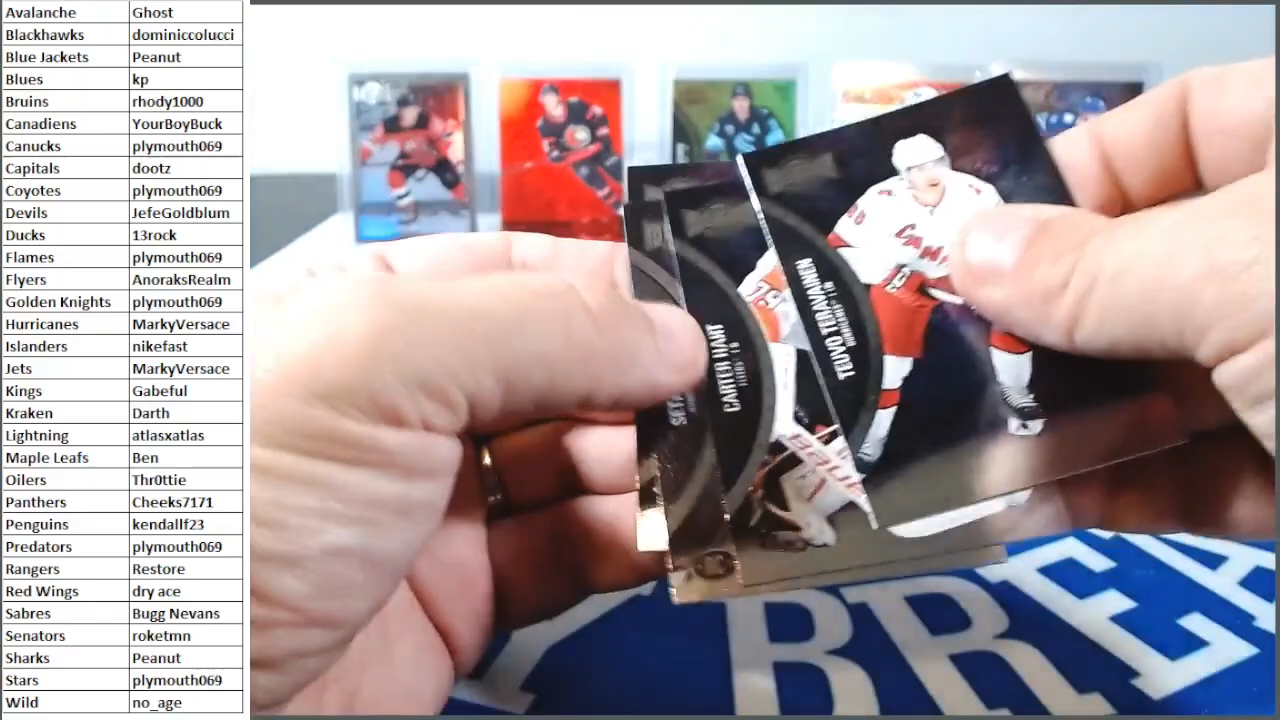 Avalanche Ghost
Blackhawks dominiccolucci
Blue Jackets Peanut
Blues kp
Bruins rhody1000
Canadiens YourBoyBuck
Canucks plymouth069
Capitals dootz
Coyotes plymouth069
Devils JefeGoldblum
Ducks 13rock
Flames plymouth069
Flyers AnoraksRealm
Golden Knights plymouth069
Hurricanes MarkyVersace
Islanders nikefast
Jets MarkyVersace
Kings Gabeful
Kraken Darth
Lightning atlasxatlas
Maple Leafs Ben
Oilers Thr0ttie
Panthers Cheeks7171
Penguins kendallf23
Predators plymouth069
Rangers Restore
Red Wings dry ace
Sabres Bugg Nevans
Senators roketmn
Sharks Peanut
Stars plymouth069
Wild no_age
TEUVO TERAVAINEN
HURRICANES
CARTER HART
79
BREA